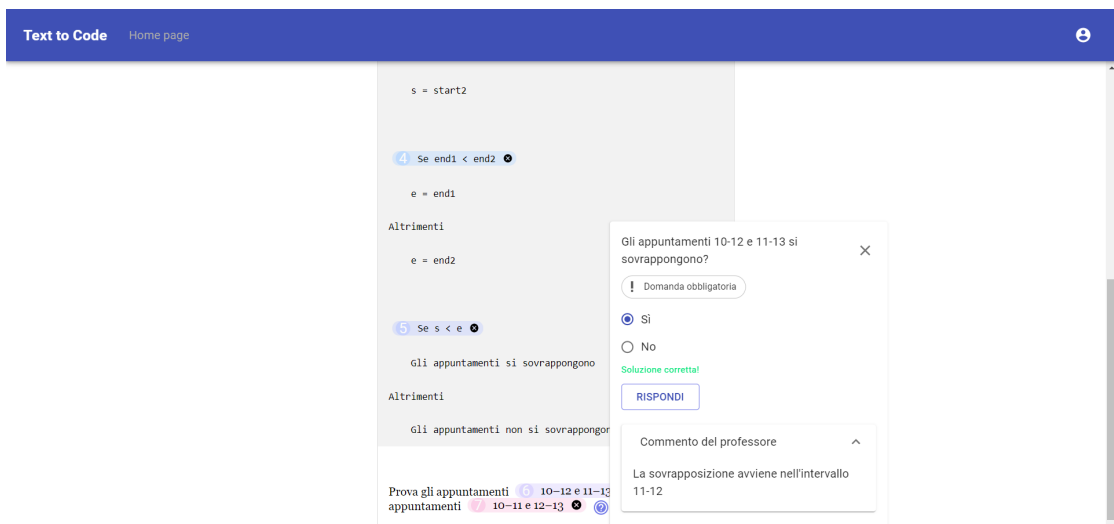 Text to Code Home page
s = start2
4 Se end1 < end2
e = end1
Altrimenti
e = end2
5 Se s < e
Gli appuntamenti si sovrappongono
Altrimenti
Gli appuntamenti non si sovrappongon
Prova gli appuntamenti 6 10–12 e 11–13
appuntamenti 7 10–11 e 12–13
Gli appuntamenti 10-12 e 11-13 si
sovrappongono?
! Domanda obbligatoria
Sì
No
Soluzione corretta!
RISPONDI
Commento del professore
La sovrapposizione avviene nell'intervallo
11-12